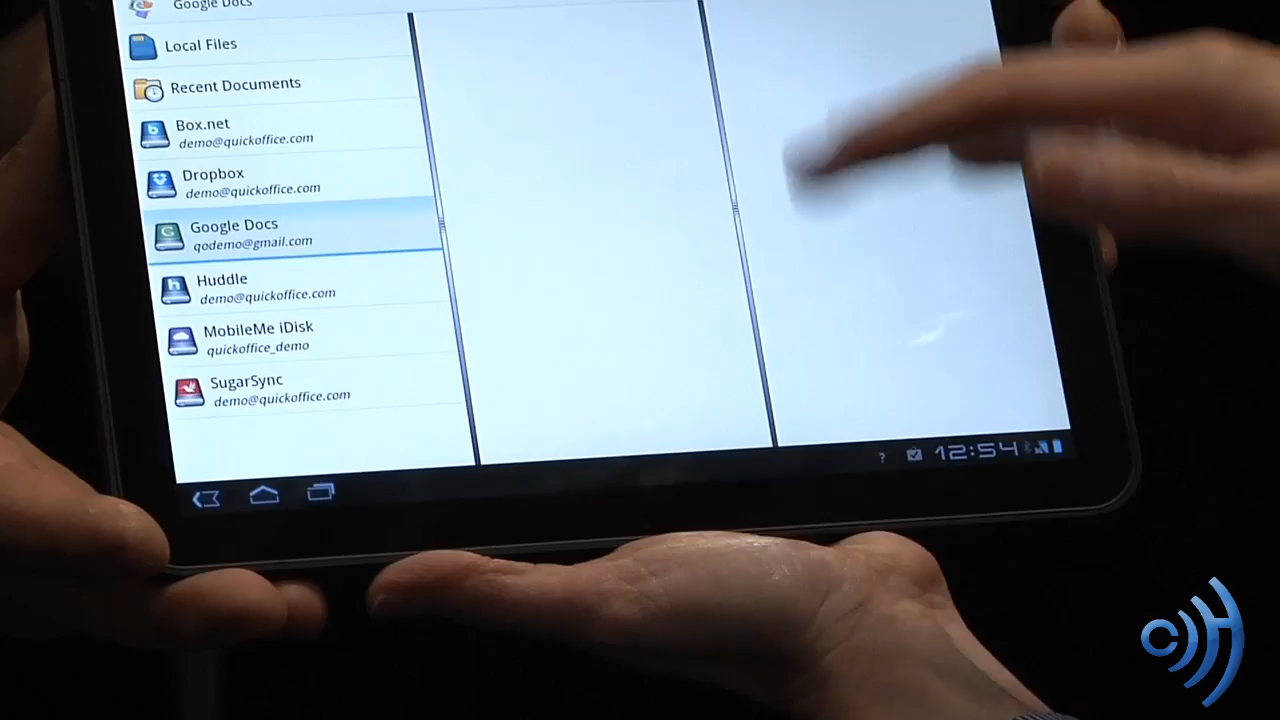 Google Docs
Local Files
Recent Documents
Box.net
demo@quickoffice.com
Dropbox
demo@quickoffice.com
Google Docs
qodemo@gmail.com
Huddle
demo@quickoffice.com
MobileMe iDisk
quickoffice_demo
SugarSync
demo@quickoffice.com
? 12:54
CH